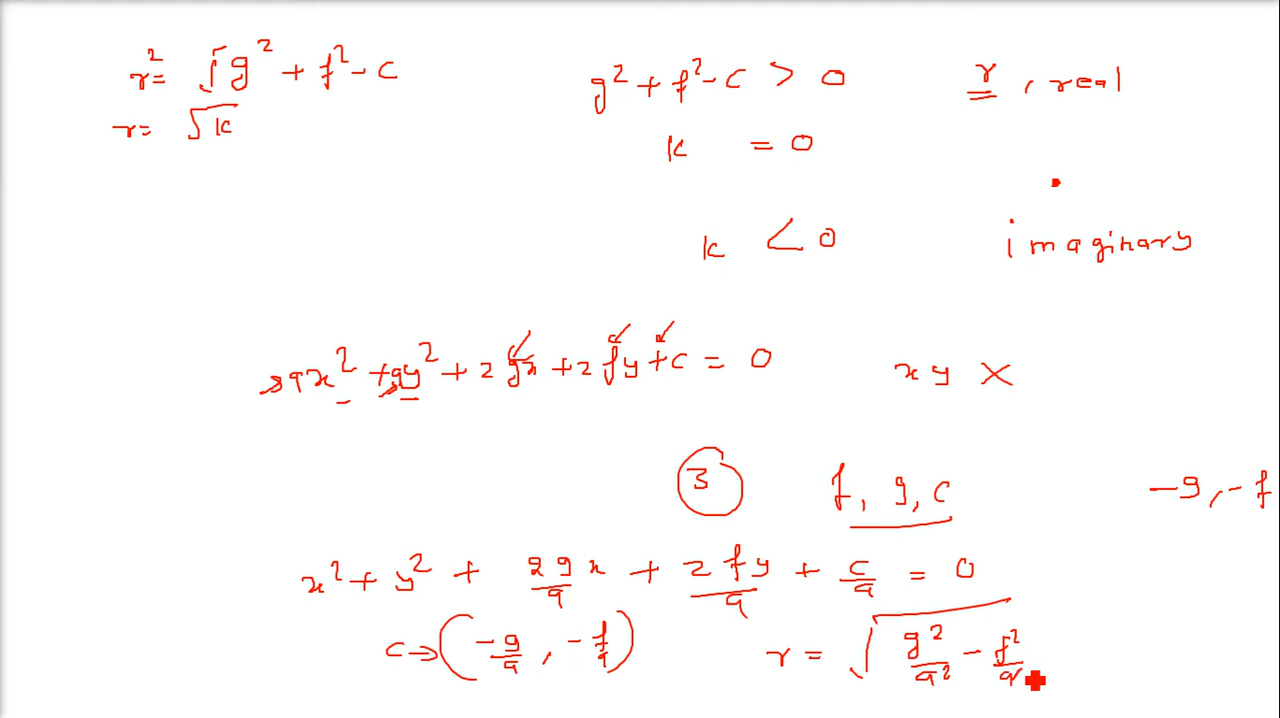 r² = √g² + f² - c    g² + f² - c > 0    r, real
r = √k    k = 0
k < 0    imaginary
ax² + ay² + 2gx + 2fy + c = 0    xy ×
3    f, g, c    -g, -f
x² + y² + 2gx/a + 2fy/a + c/a = 0
c → (-g/a, -f/a)    r = √g²/a² - f²/a